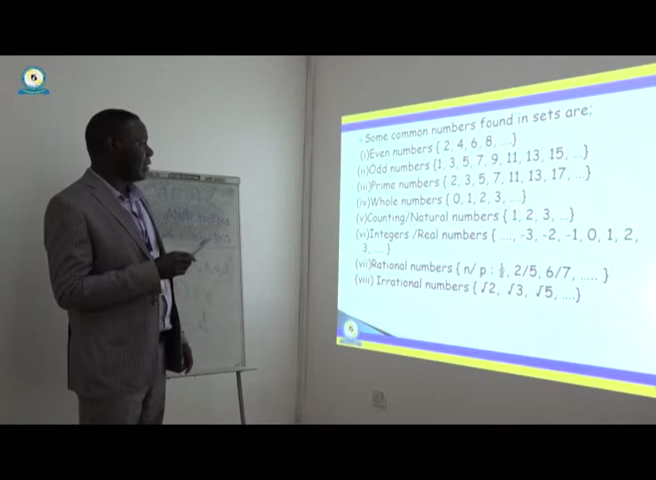 Some common numbers found in sets are;
(i)Even numbers { 2, 4, 6, 8, ....}
(ii)Odd numbers {1, 3, 5, 7, 9, 11, 13, 15, ...}
(iii)Prime numbers { 2, 3, 5, 7, 11, 13, 17, ...}
(iv)Whole numbers { 0, 1, 2, 3, ....}
(v)Counting/Natural numbers { 1, 2, 3, ...}
(vi)Integers /Real numbers { ...., -3, -2, -1, 0, 1, 2,
3, ....}
(vii)Rational numbers { n/ p : ½, 2/5, 6/7, ..... }
(viii) Irrational numbers { √2, √3, √5, ....}